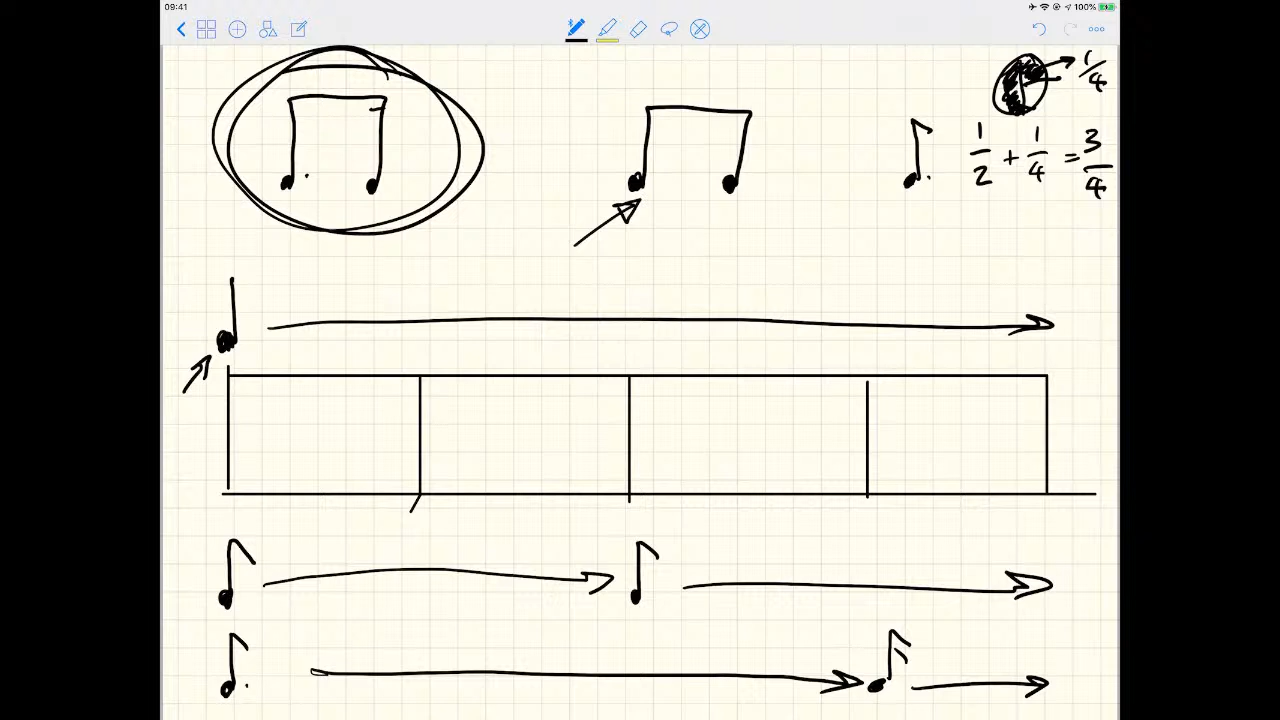 09:41
100%
1/4
1/2 + 1/4 = 3/4